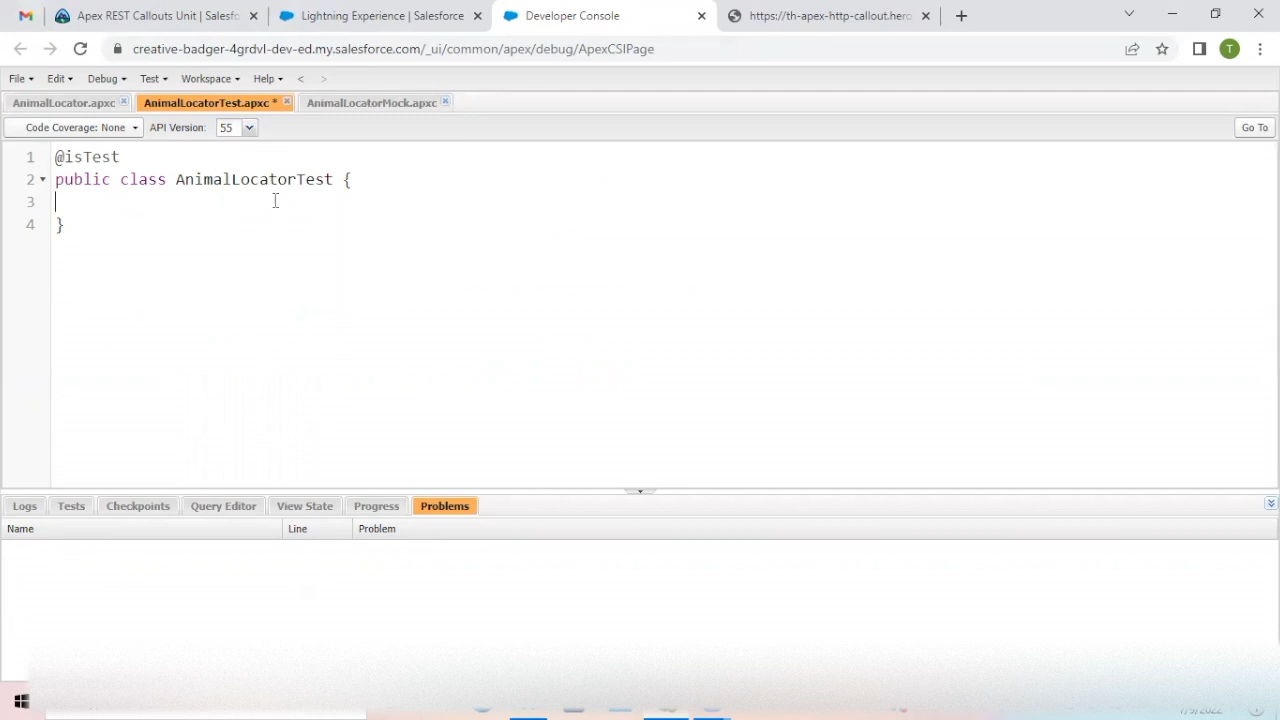 Apex REST Callouts Unit | Salesfo
Lightning Experience | Salesforce
Developer Console
https://th-apex-http-callout.hero
creative-badger-4grdvl-dev-ed.my.salesforce.com/_ui/common/apex/debug/ApexCSIPage
T
File Edit Debug Test Workspace Help < >
AnimalLocator.apxc
AnimalLocatorTest.apxc *
AnimalLocatorMock.apxc
Code Coverage: None API Version: 55 Go To
1 @isTest
2 public class AnimalLocatorTest {
3
4 }
Logs Tests Checkpoints Query Editor View State Progress Problems
Name Line Problem